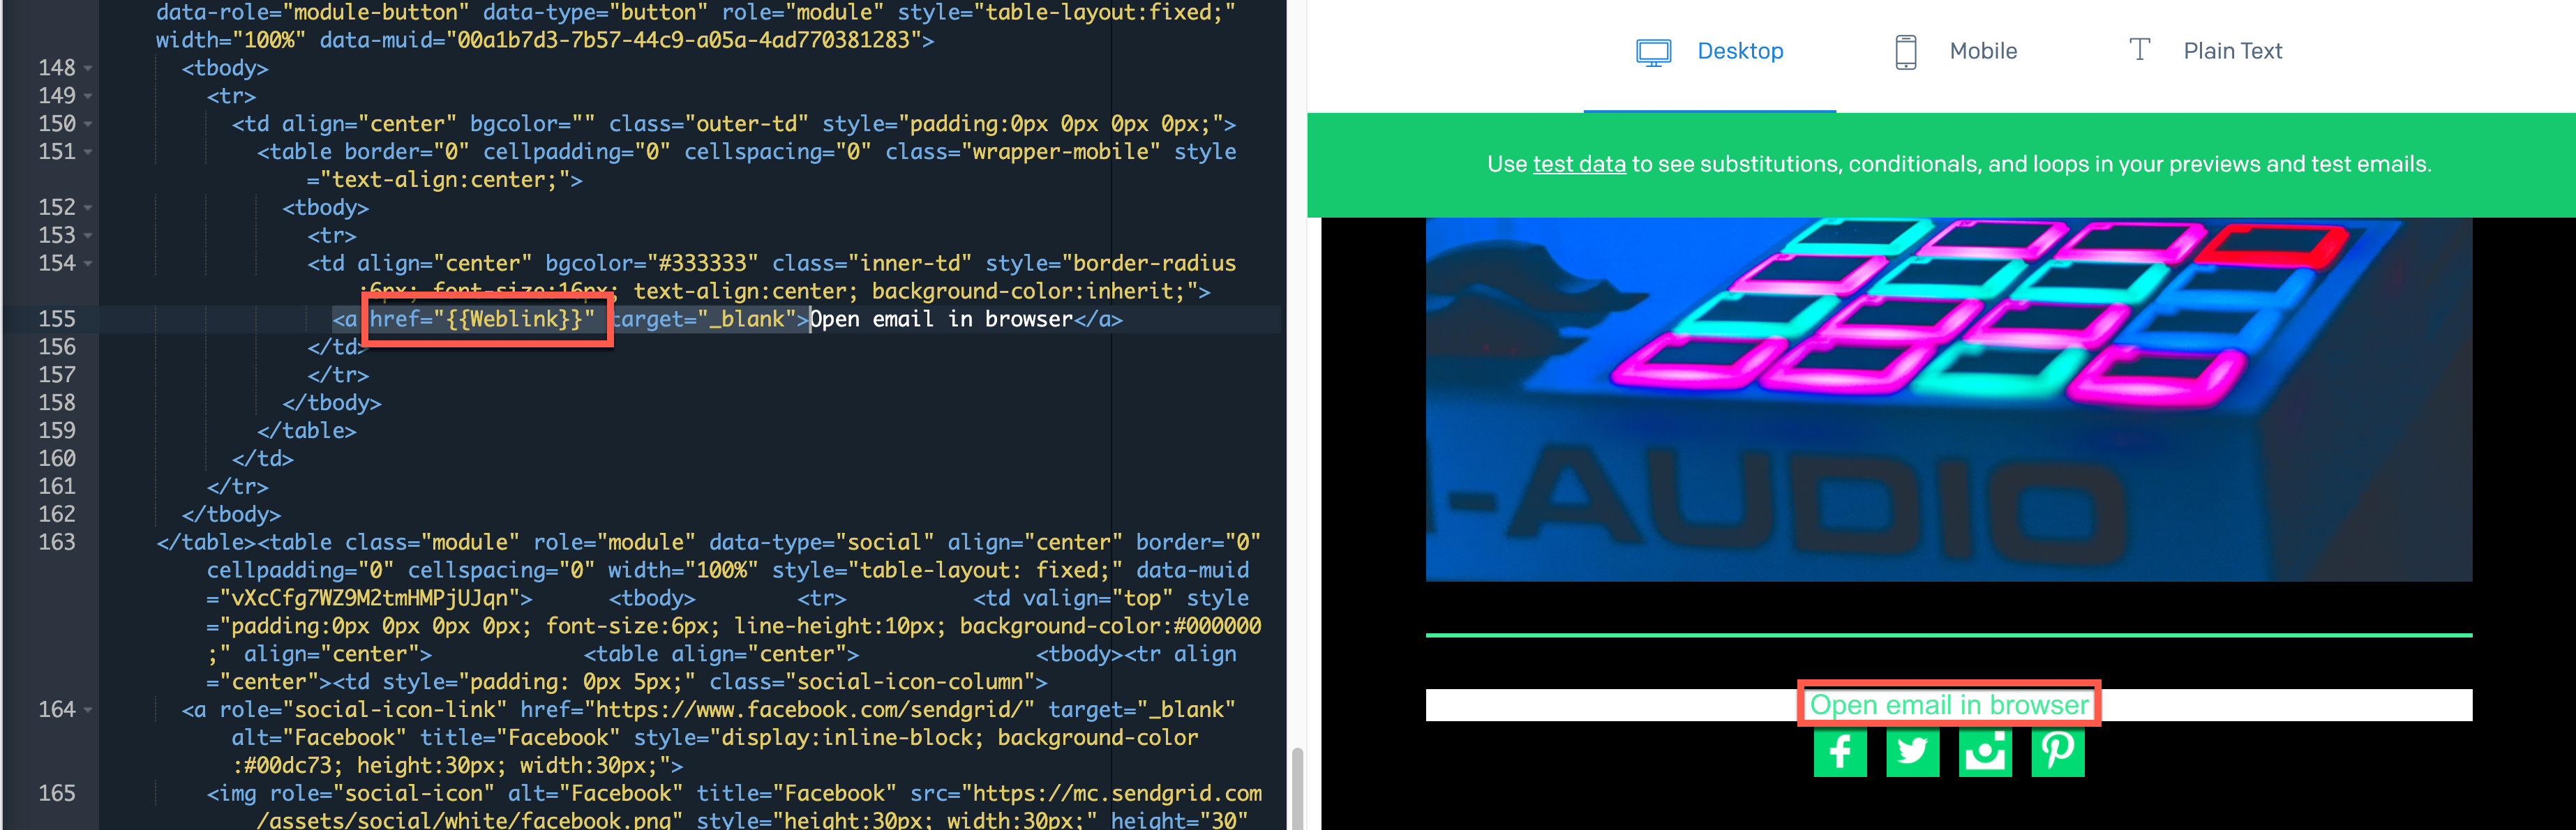 data-role="module-button" data-type="button" role="module" style="table-layout:fixed;"
width="100%" data-muid="00a1b7d3-7b57-44c9-a05a-4ad770381283">
148 <tbody>
149 <tr>
150 <td align="center" bgcolor="" class="outer-td" style="padding:0px 0px 0px 0px;">
151 <table border="0" cellpadding="0" cellspacing="0" class="wrapper-mobile" style
="text-align:center;">
152 <tbody>
153 <tr>
154 <td align="center" bgcolor="#333333" class="inner-td" style="border-radius
:6px; font-size:16px; text-align:center; background-color:inherit;">
155 <a href="{{Weblink}}" target="_blank">Open email in browser</a>
156 </td>
157 </tr>
158 </tbody>
159 </table>
160 </td>
161 </tr>
162 </tbody>
163 </table><table class="module" role="module" data-type="social" align="center" border="0"
cellpadding="0" cellspacing="0" width="100%" style="table-layout: fixed;" data-muid
="vXcCfg7WZ9M2tmHMPjUJqn"> <tbody> <tr> <td valign="top" style
="padding:0px 0px 0px 0px; font-size:6px; line-height:10px; background-color:#000000
;" align="center"> <table align="center"> <tbody><tr align
="center"><td style="padding: 0px 5px;" class="social-icon-column">
164 <a role="social-icon-link" href="https://www.facebook.com/sendgrid/" target="_blank"
alt="Facebook" title="Facebook" style="display:inline-block; background-color
:#00dc73; height:30px; width:30px;">
165 <img role="social-icon" alt="Facebook" title="Facebook" src="https://mc.sendgrid.com
/assets/social/white/facebook.png" style="height:30px; width:30px;" height="30"
Desktop
Mobile
T Plain Text
Use test data to see substitutions, conditionals, and loops in your previews and test emails.
-AUDIO
Open email in browser